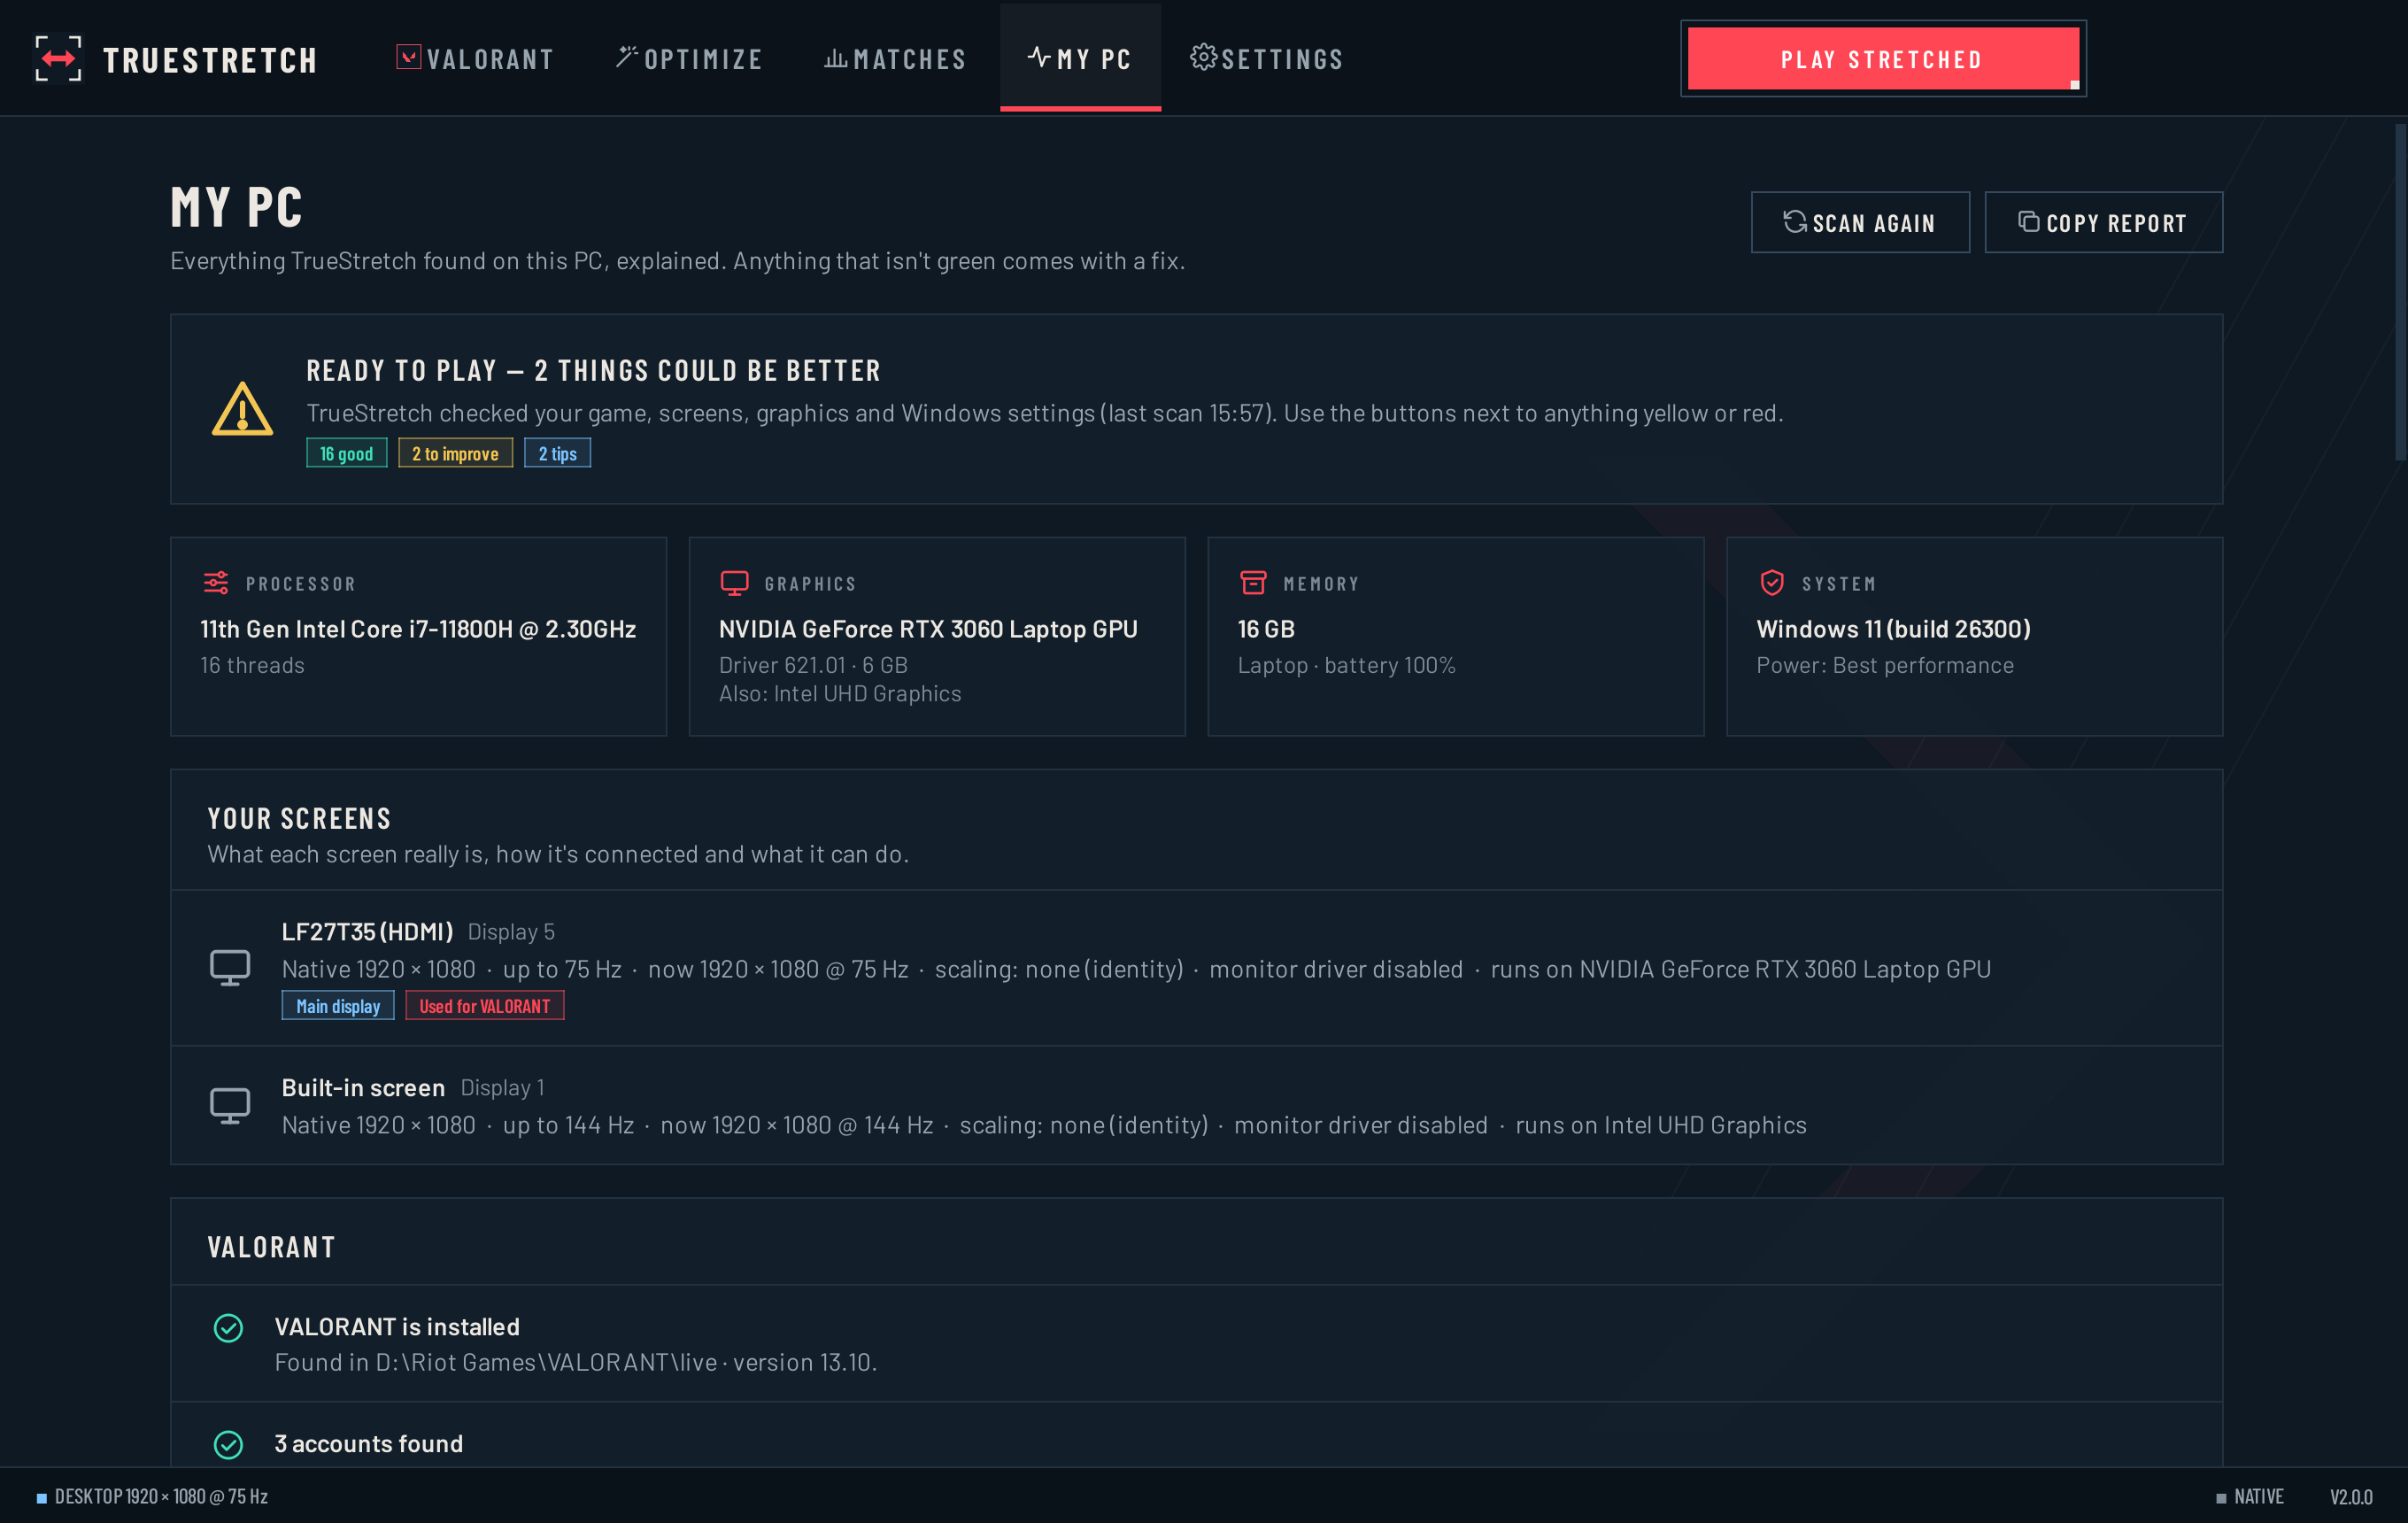 TRUESTRETCH
VALORANT
OPTIMIZE
MATCHES
MY PC
SETTINGS
PLAY STRETCHED
MY PC
Everything TrueStretch found on this PC, explained. Anything that isn't green comes with a fix.
SCAN AGAIN
COPY REPORT
READY TO PLAY — 2 THINGS COULD BE BETTER
TrueStretch checked your game, screens, graphics and Windows settings (last scan 15:57). Use the buttons next to anything yellow or red.
16 good
2 to improve
2 tips
PROCESSOR
11th Gen Intel Core i7-11800H @ 2.30GHz
16 threads
GRAPHICS
NVIDIA GeForce RTX 3060 Laptop GPU
Driver 621.01 · 6 GB
Also: Intel UHD Graphics
MEMORY
16 GB
Laptop · battery 100%
SYSTEM
Windows 11 (build 26300)
Power: Best performance
YOUR SCREENS
What each screen really is, how it's connected and what it can do.
LF27T35 (HDMI) Display 5
Native 1920 × 1080 · up to 75 Hz · now 1920 × 1080 @ 75 Hz · scaling: none (identity) · monitor driver disabled · runs on NVIDIA GeForce RTX 3060 Laptop GPU
Main display
Used for VALORANT
Built-in screen Display 1
Native 1920 × 1080 · up to 144 Hz · now 1920 × 1080 @ 144 Hz · scaling: none (identity) · monitor driver disabled · runs on Intel UHD Graphics
VALORANT
VALORANT is installed
Found in D:\Riot Games\VALORANT\live · version 13.10.
3 accounts found
DESKTOP 1920 × 1080 @ 75 Hz
NATIVE
V2.0.0